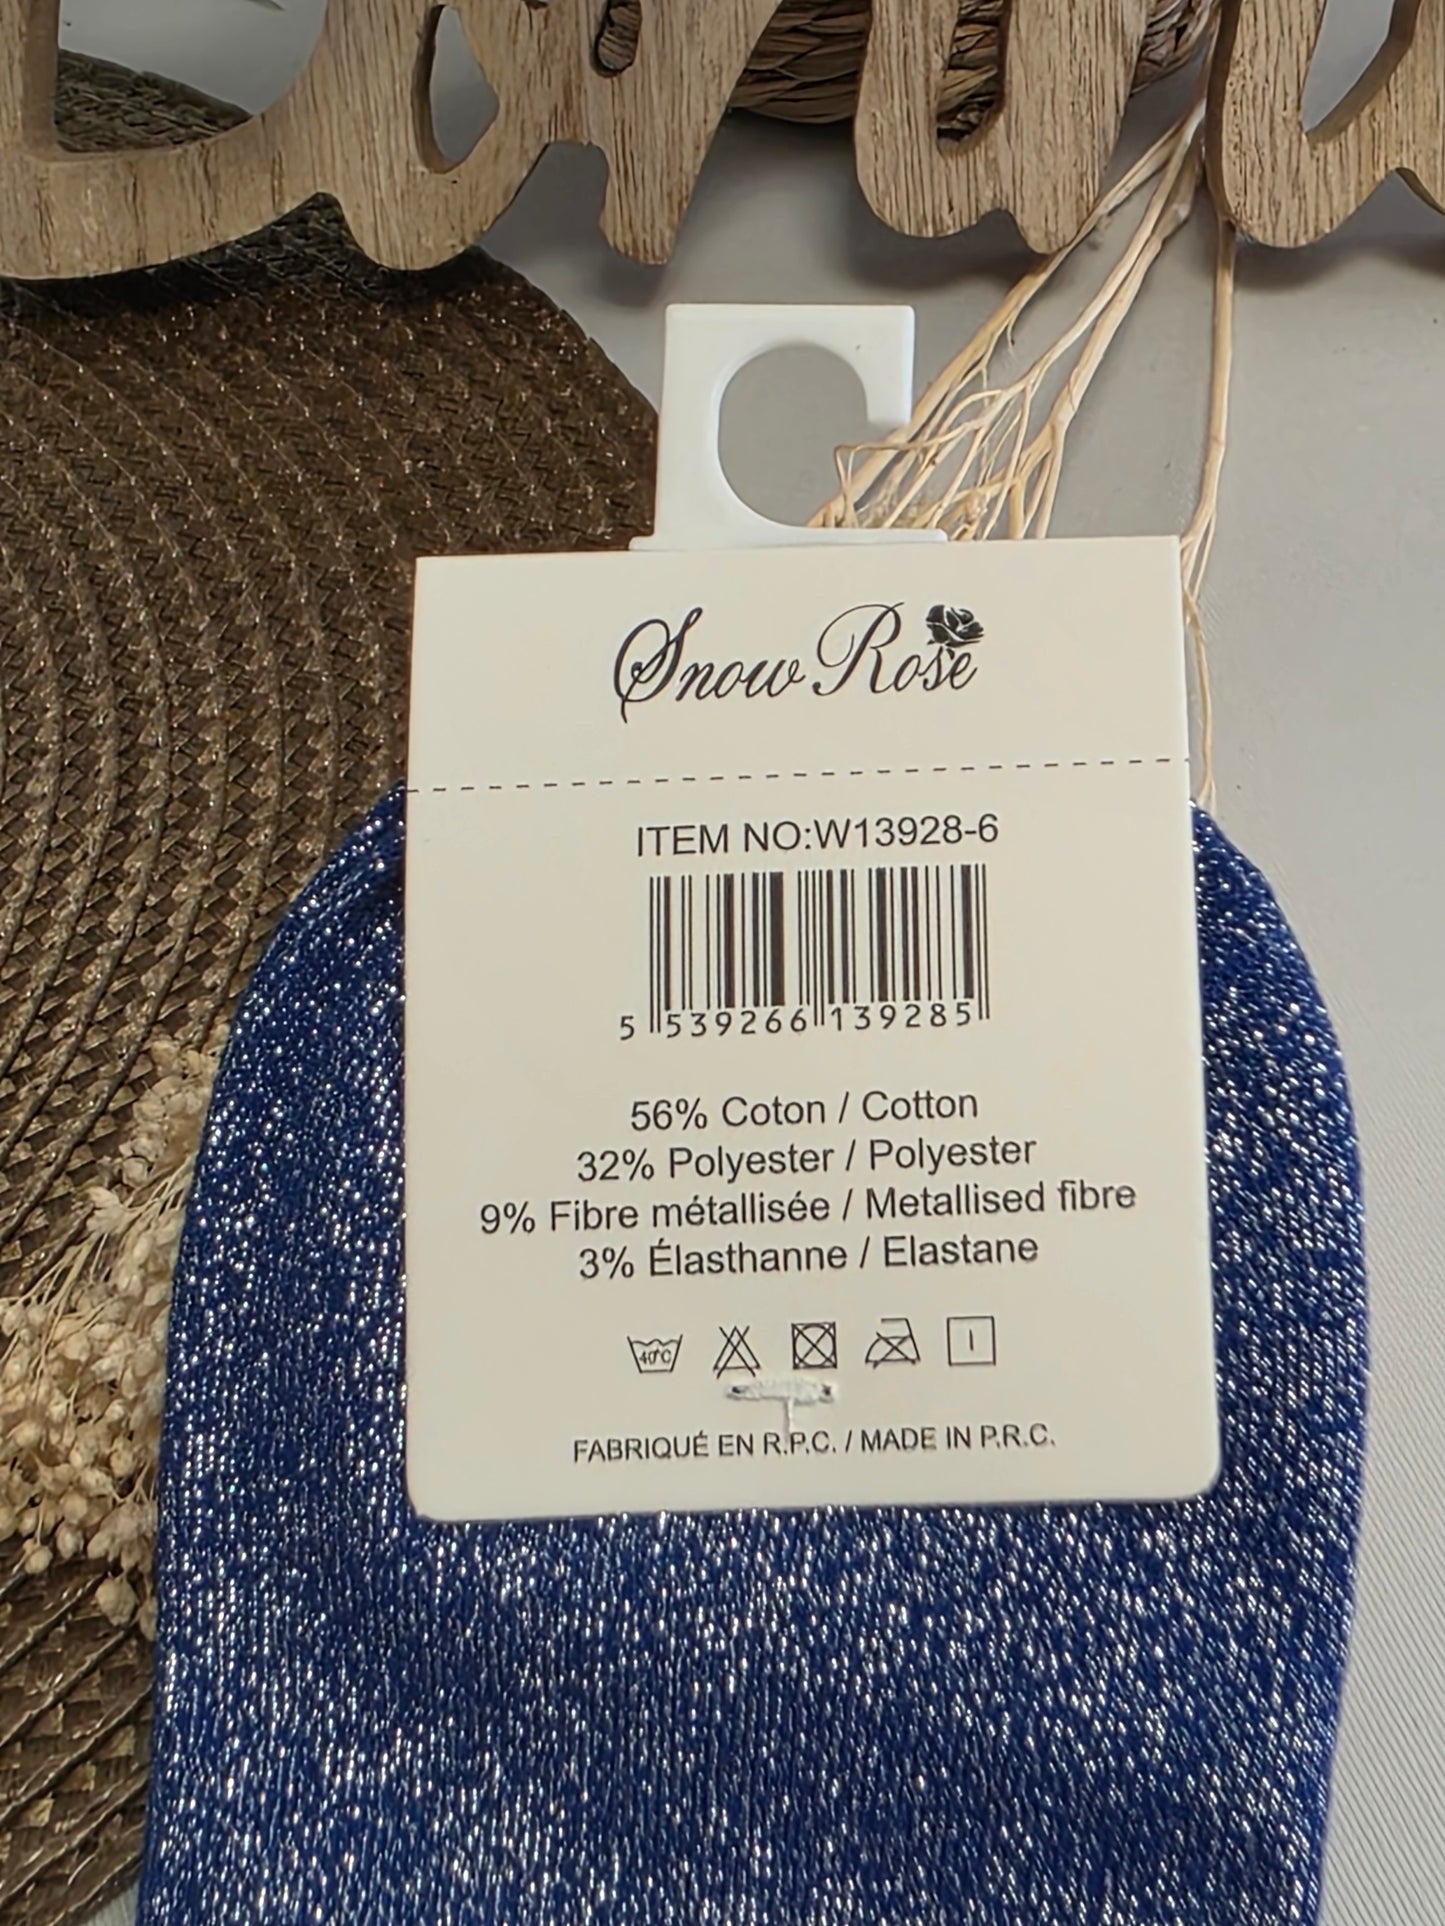 Snow Rose
ITEM NO:W13928-6
5 539266 139285
56% Coton / Cotton
32% Polyester / Polyester
9% Fibre métallisée / Metallised fibre
3% Élasthanne / Elastane
40°C
FABRIQUÉ EN R.P.C. / MADE IN P.R.C.